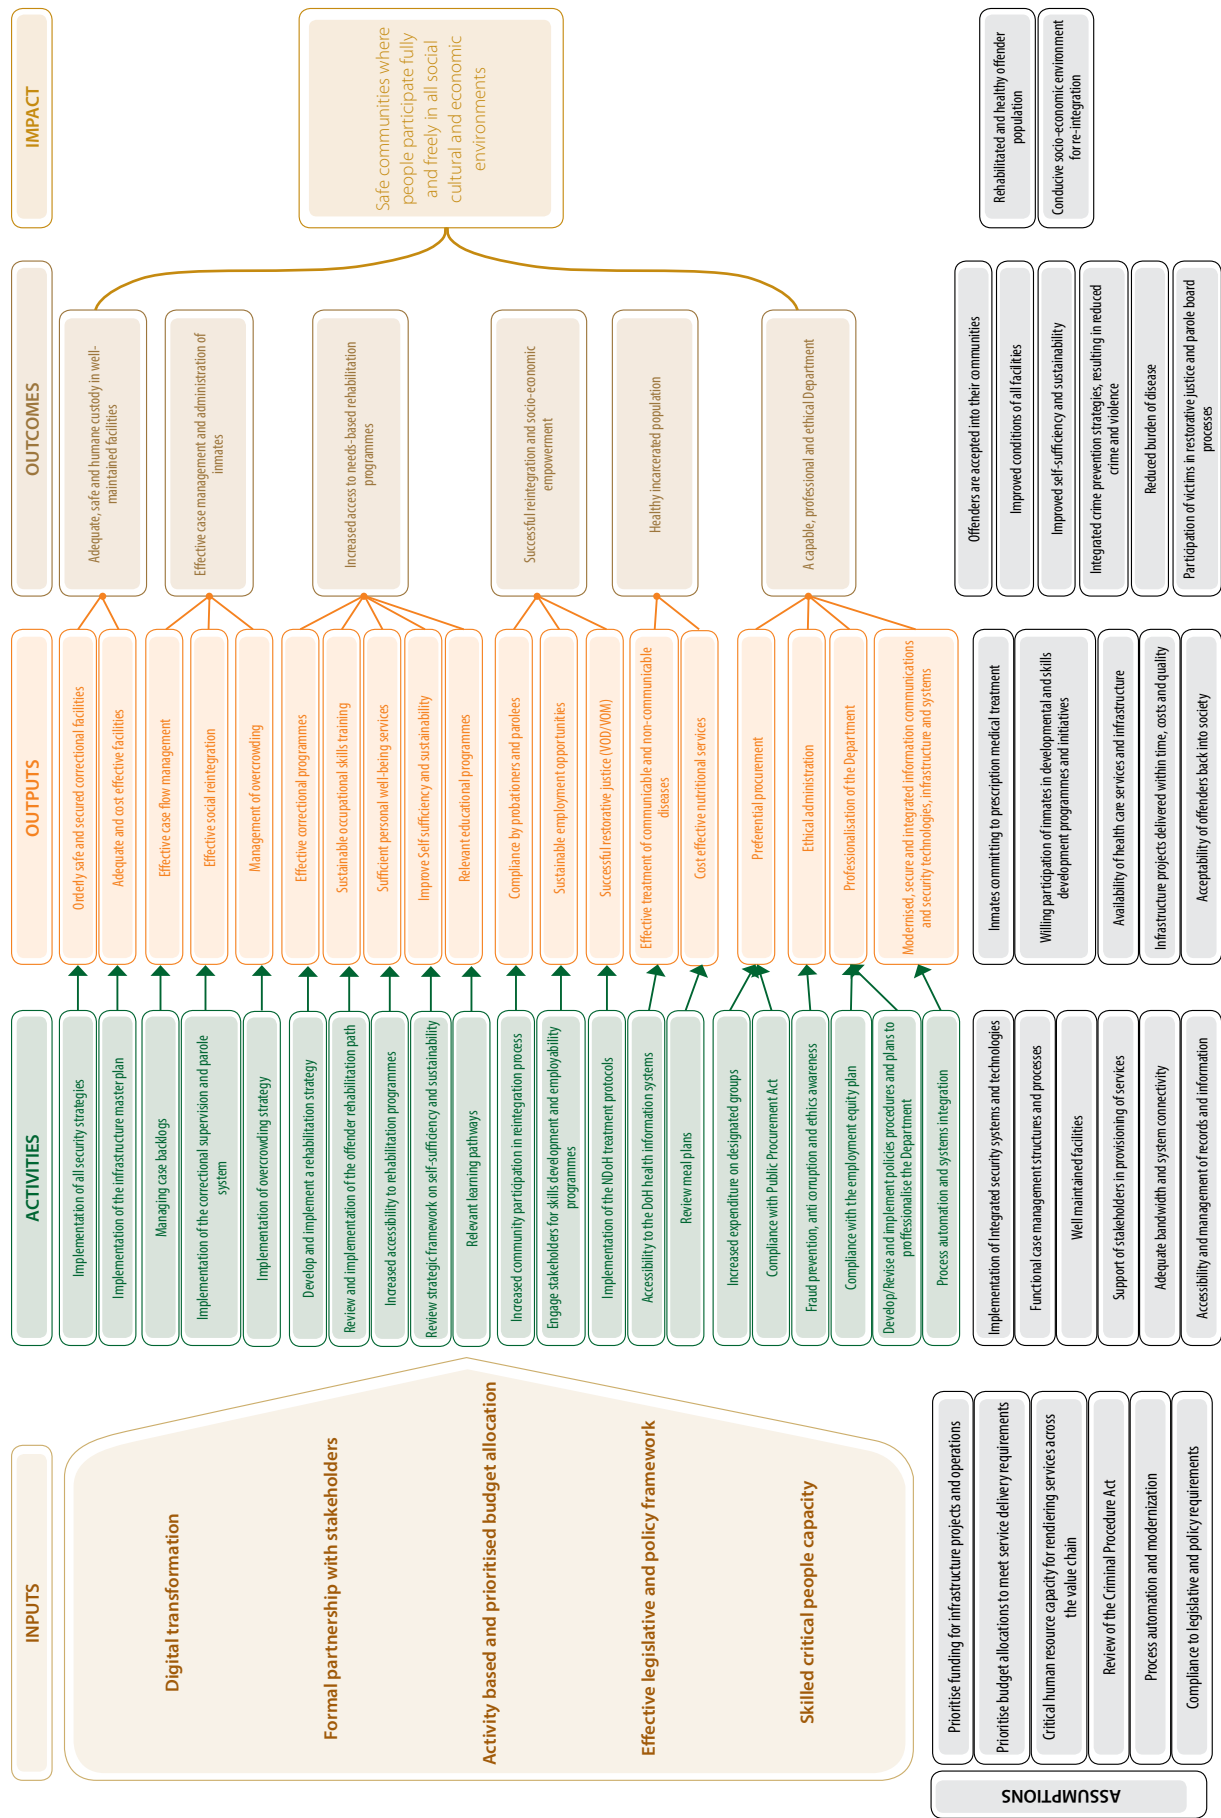 INPUTS
Digital transformation
Formal partnership with stakeholders
Activity based and prioritised budget allocation
Effective legislative and policy framework
Skilled critical people capacity
ACTIVITIES
Implementation of all security strategies
Implementation of the infrastructure master plan
Managing case backlogs
Implementation of the correctional supervision and parole
system
Implementation of overcrowding strategy
Develop and implement a rehabilitation strategy
Review and implementation of the offender rehabilitation path
Increased accessibility to rehabilitation programmes
Review strategic framework on self-sufficiency and sustainability
Relevant learning pathways
Increased community participation in reintegration process
Engage stakeholders for skills development and employability
programmes
Implementation of the NDoH treatment protocols
Accessibility to the DoH health information systems
Review meal plans
Increased expenditure on designated groups
Compliance with Public Procurement Act
Fraud prevention, anti corruption and ethics awareness
Compliance with the employment equity plan
Develop/Revise and implement policies procedures and plans to
proffesionalise the Department
Process automation and systems integration
OUTPUTS
Orderly safe and secured correctional facilities
Adequate and cost effective facilities
Effective case flow management
Effective social reintegration
Management of overcrowding
Effective correctional programmes
Sustainable occupational skills training
Sufficient personal well-being services
Improve Self sufficiency and sustainability
Relevant educational programmes
Compliance by probationers and parolees
Sustainable employment opportunities
Successful restorative justice (VOD/VOM)
Effective treatment of communicable and non-communicable
diseases
Cost effective nutritional services
Preferential procurement
Ethical administration
Professionalisation of the Department
Modernised, secure and integrated information communications
and security technologies, infrastructure and systems
OUTCOMES
Adequate, safe and humane custody in well-
maintained facilities
Effective case management and administration of
inmates
Increased access to needs-based rehabilitation
programmes
Successful reintegration and socio-economic
empowerment
Healthy incarcerated population
A capable, professional and ethical Department
IMPACT
Safe communities where
people participate fully
and freely in all social
cultural and economic
environments
ASSUMPTIONS
Prioritise funding for infrastructure projects and operations
Prioritise budget allocations to meet service delivery requirements
Critical human resource capacity for rendiering services across
the value chain
Review of the Criminal Procedure Act
Process automation and modernization
Compliance to legislative and policy requirements
Implementation of integrated security systems and technologies
Functional case management structures and processes
Well maintained facilities
Support of stakeholders in provisioning of services
Adequate bandwidth and system connectivity
Accessibility and management of records and information
Inmates committing to prescription medical treatment
Willing participation of inmates in developmental and skills
development programmes and initiatives
Availability of health care services and infrastructure
Infrastructure projects delivered within time, costs and quality
Acceptability of offenders back into society
Offenders are accepted into their communities
Improved conditions of all facilities
Improved self-sufficiency and sustainability
Integrated crime prevention strategies, resulting in reduced
crime and violence
Reduced burden of disease
Participation of victims in restorative justice and parole board
processes
Rehabilitated and healthy offender
population
Conducive socio-economic environment
for re-integration